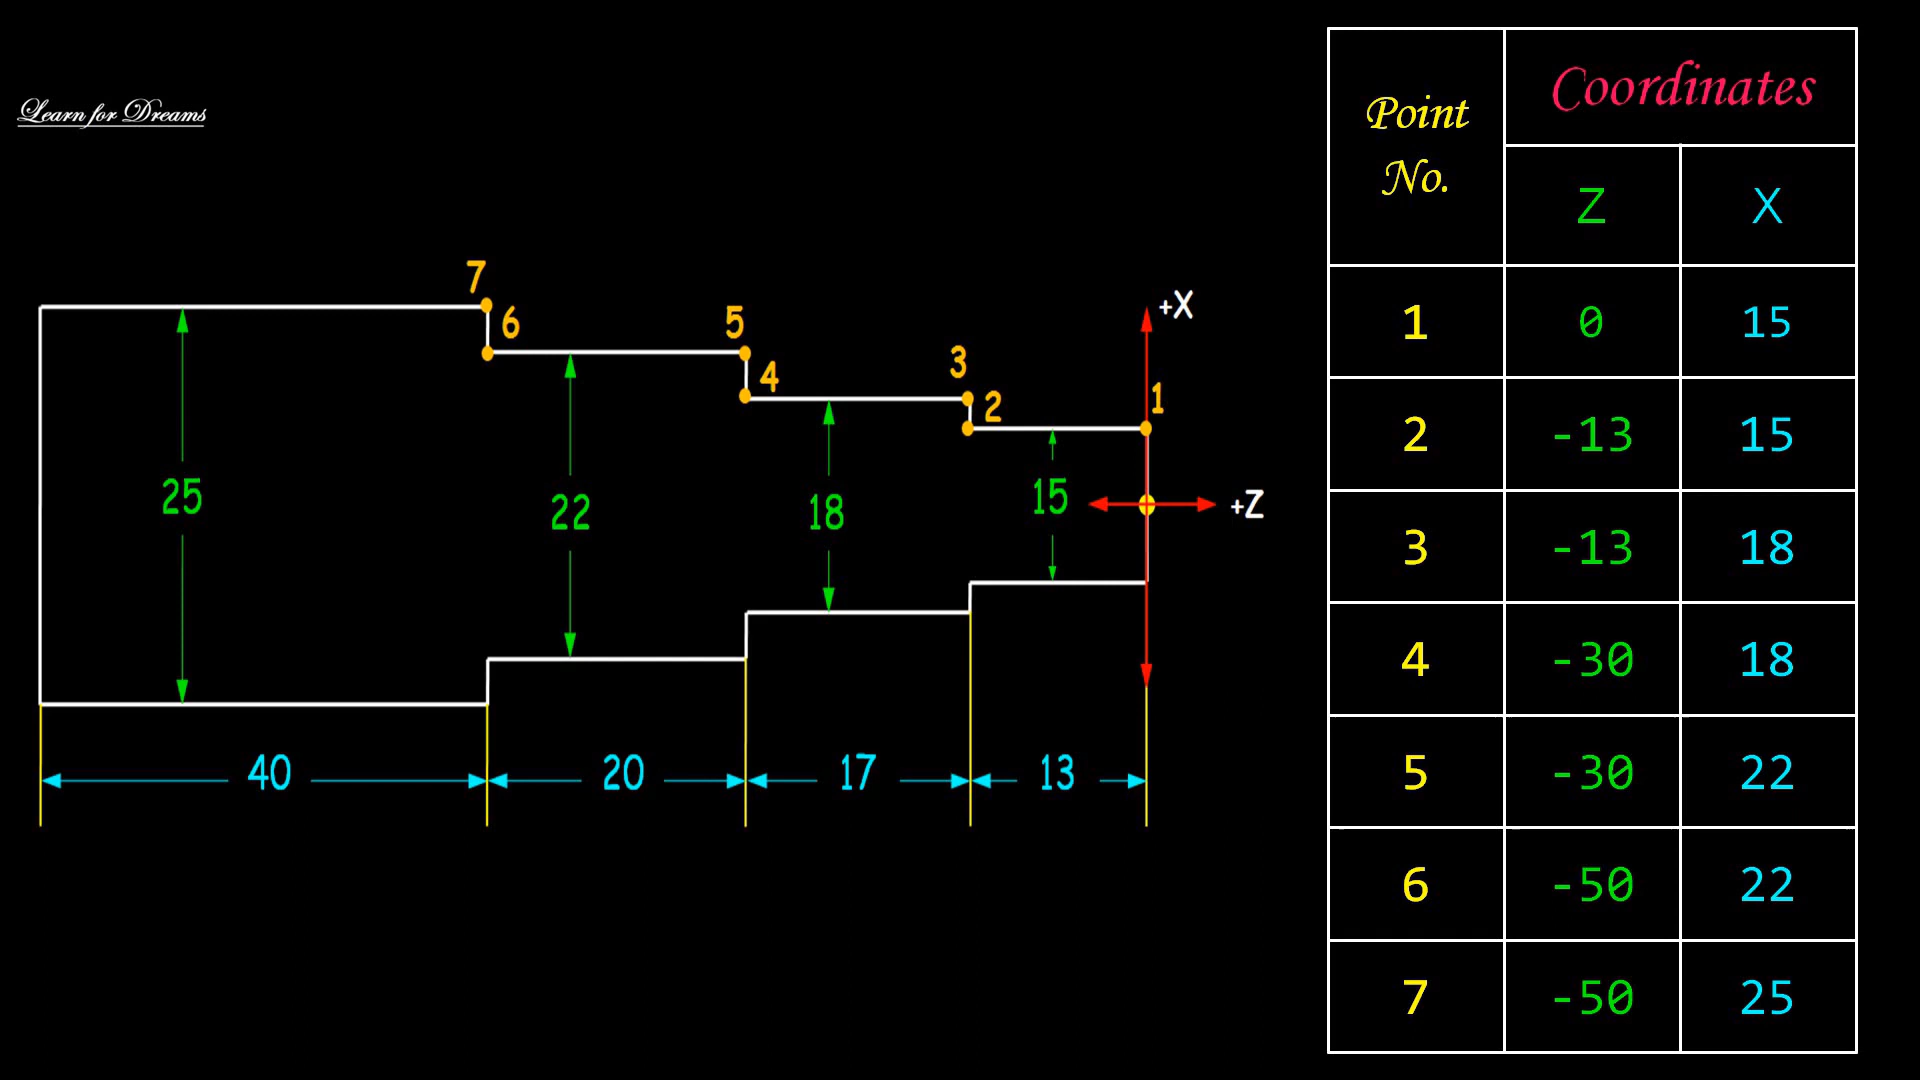 Learn for Dreams
7
6
5
4
3
2
1
+X
+Z
25
22
18
15
40
20
17
13
Point No.
Coordinates
Z X
1 0 15
2 -13 15
3 -13 18
4 -30 18
5 -30 22
6 -50 22
7 -50 25